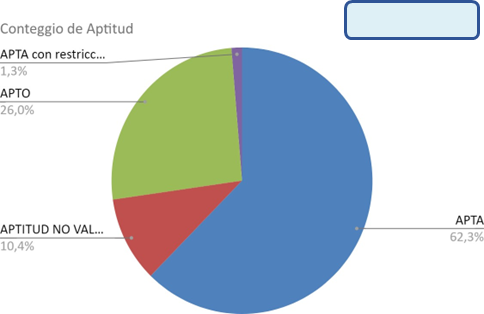 Conteggio de Aptitud
APTA con restricc...
1,3%
APTO
26,0%
APTITUD NO VAL...
10,4%
APTA
62,3%